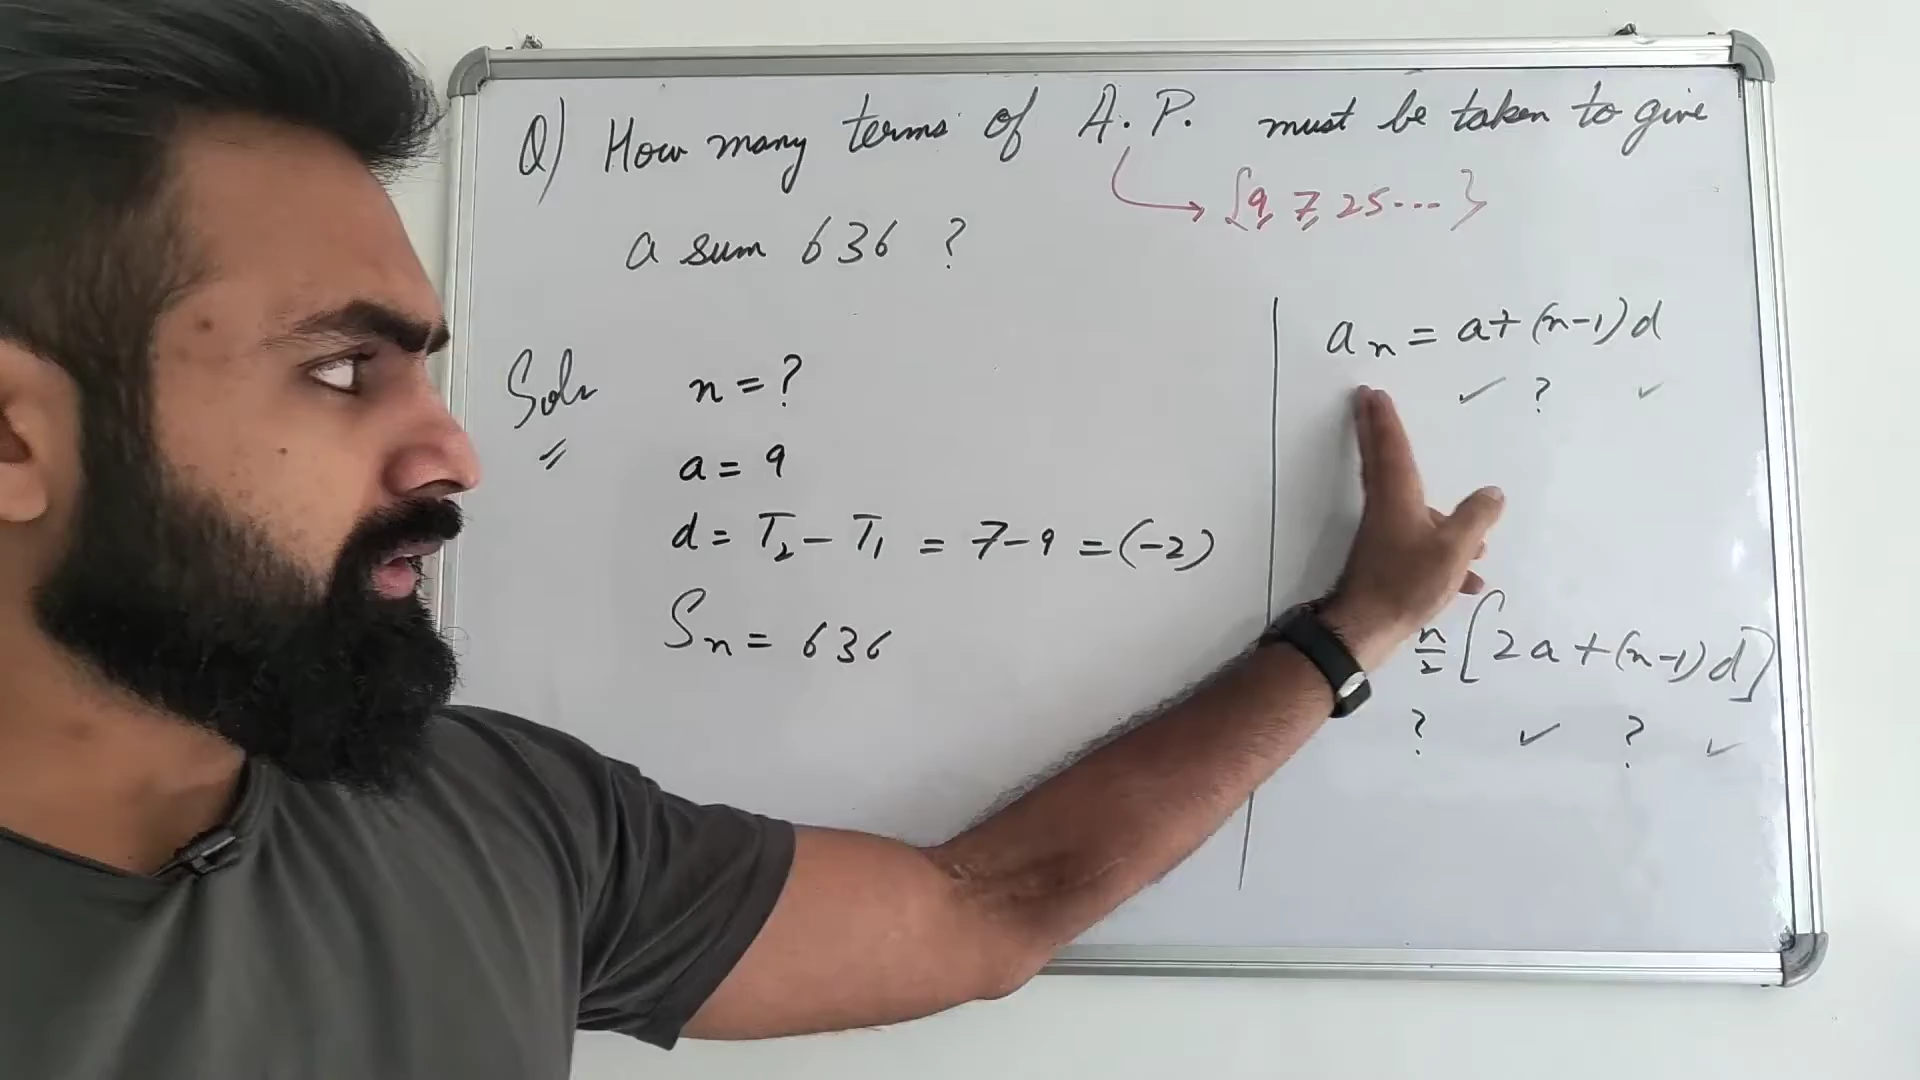 Q) How many terms of A.P. must be taken to give
{9, 7, 25...}
a sum 636 ?
Soln
n = ?
a = 9
d = T₂ - T₁ = 7-9 = (-2)
Sₙ = 636
aₙ = a+(n-1)d
✓ ? ✓
n/2 [2a+(n-1)d]
? ✓ ? ✓